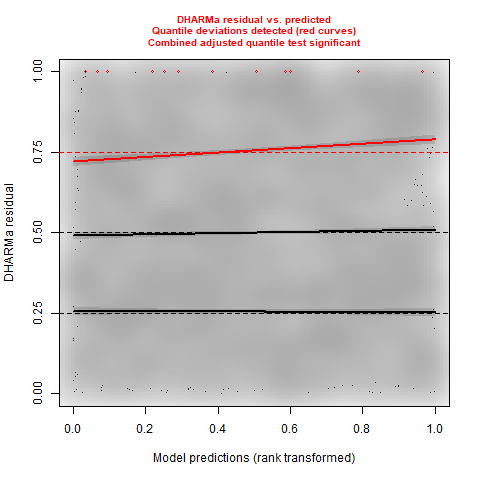 DHARMa residual vs. predicted
Quantile deviations detected (red curves)
Combined adjusted quantile test significant
1.00
0.75
0.50
0.25
0.00
DHARMa residual
0.0 0.2 0.4 0.6 0.8 1.0
Model predictions (rank transformed)